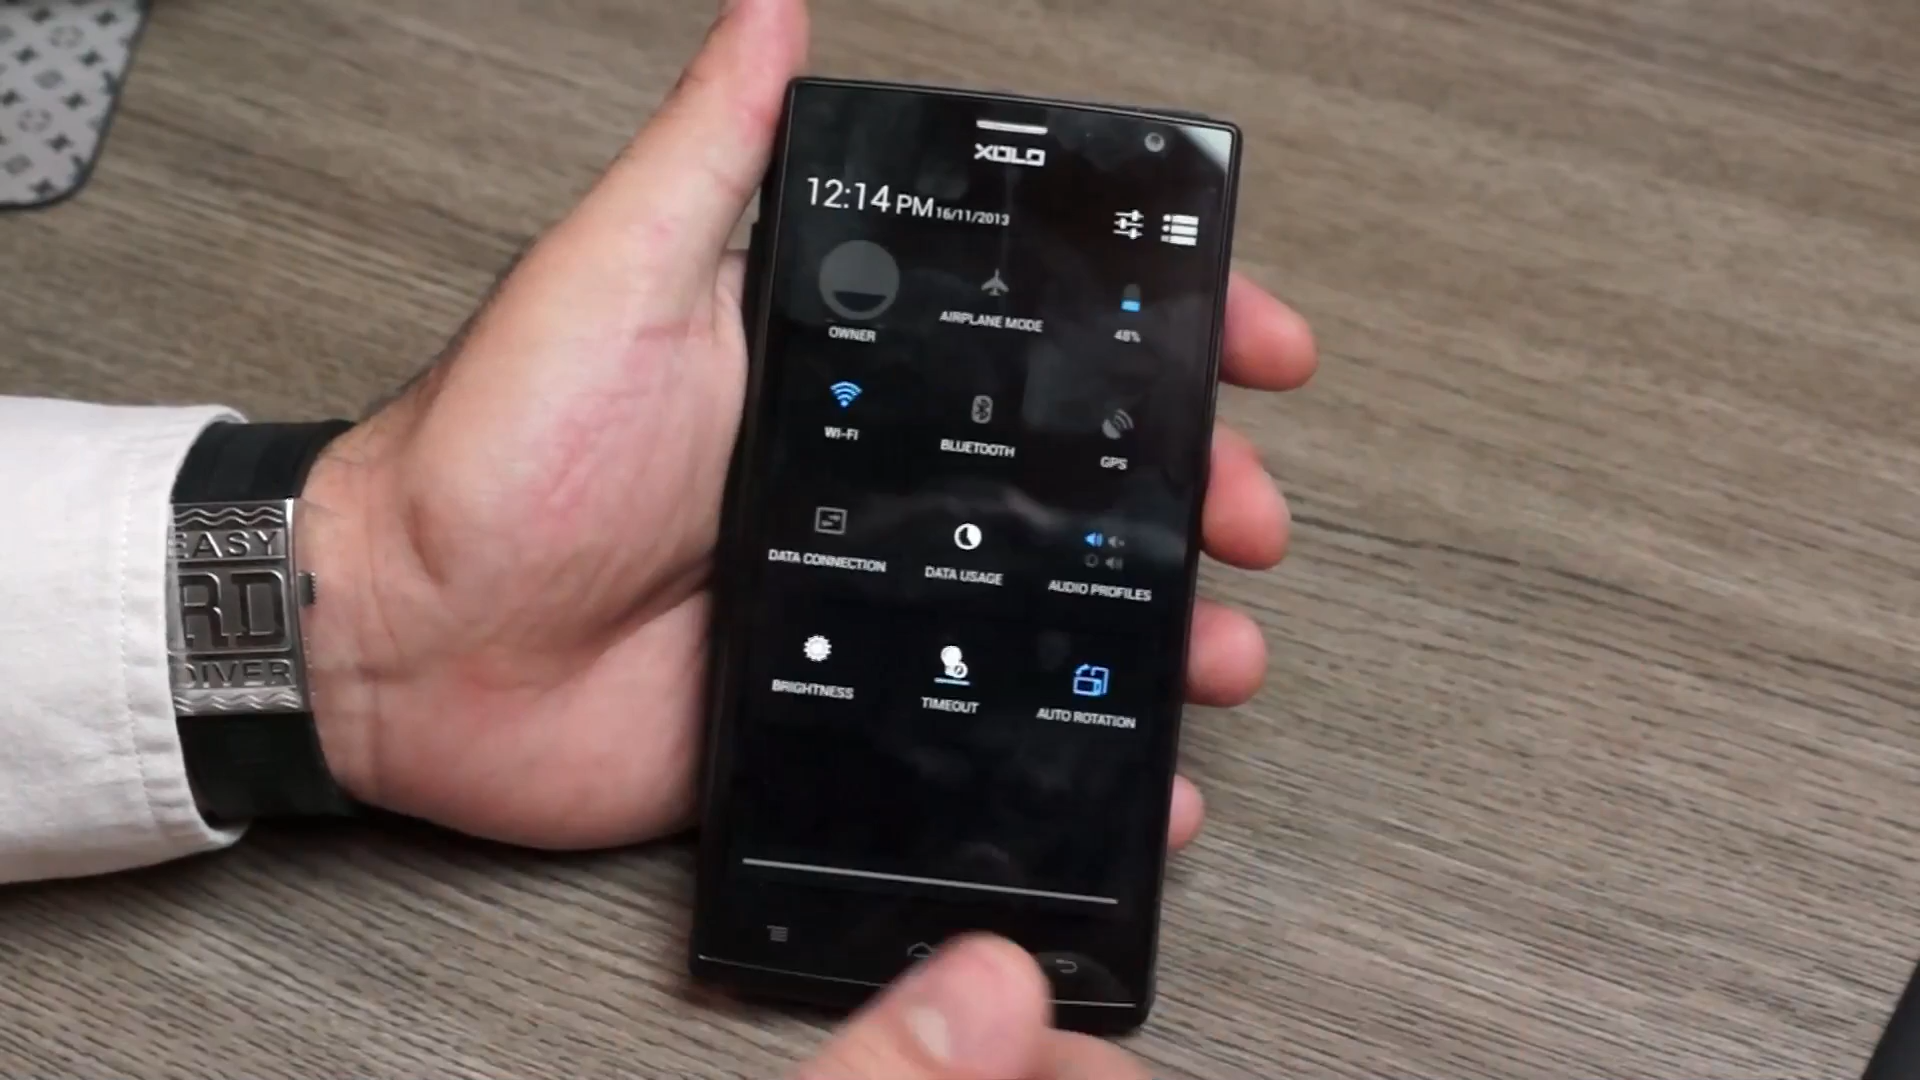 XOLO
12:14 PM 16/11/2013
OWNER
AIRPLANE MODE
48%
WI-FI
BLUETOOTH
GPS
DATA CONNECTION
DATA USAGE
AUDIO PROFILES
BRIGHTNESS
TIMEOUT
AUTO ROTATION
EASY
RD
DIVER